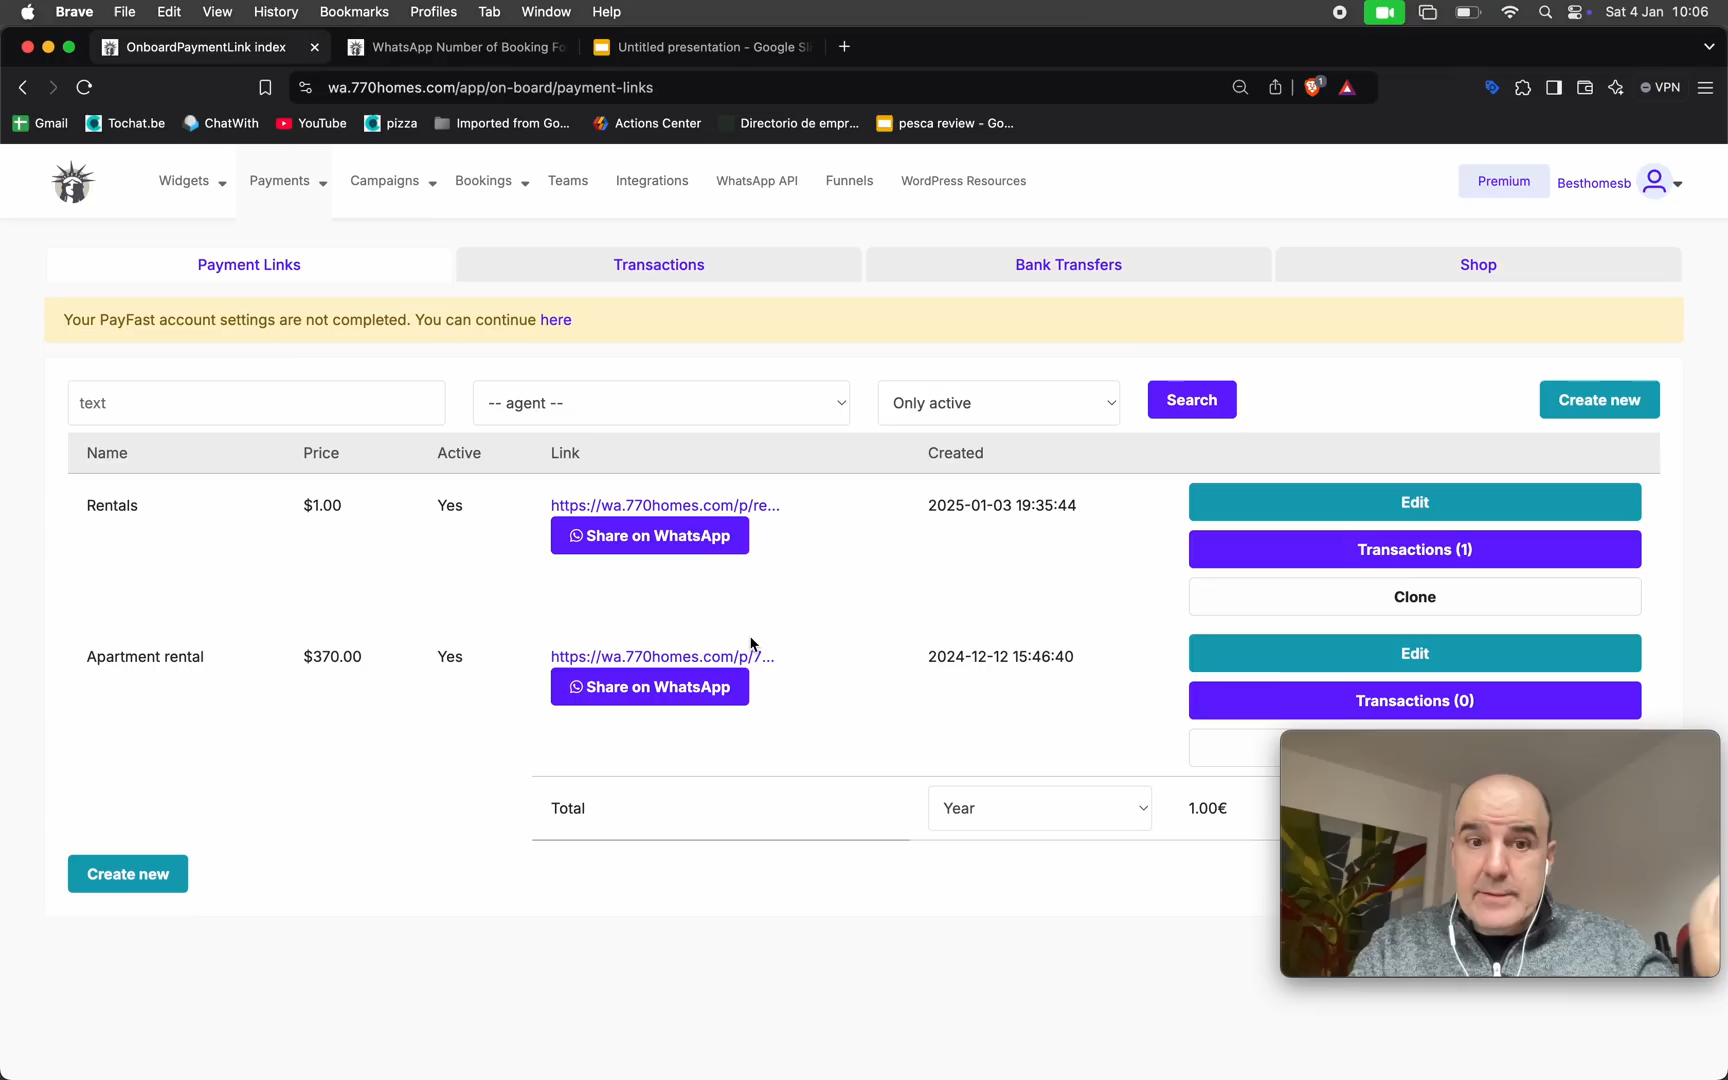 Brave File Edit View History Bookmarks Profiles Tab Window Help Sat 4 Jan 10:06
OnboardPaymentLink index WhatsApp Number of Booking Fo Untitled presentation - Google Sl
wa.770homes.com/app/on-board/payment-links 1 VPN
Gmail Tochat.be ChatWith YouTube pizza Imported from Go... Actions Center Directorio de empr... pesca review - Go...
Widgets Payments Campaigns Bookings Teams Integrations WhatsApp API Funnels WordPress Resources Premium Besthomesb
Payment Links Transactions Bank Transfers Shop
Your PayFast account settings are not completed. You can continue here
text -- agent -- Only active Search Create new
Name Price Active Link Created
Rentals $1.00 Yes https://wa.770homes.com/p/re... 2025-01-03 19:35:44 Edit
Share on WhatsApp Transactions (1)
Clone
Apartment rental $370.00 Yes https://wa.770homes.com/p/7... 2024-12-12 15:46:40 Edit
Share on WhatsApp Transactions (0)
Total Year 1.00€
Create new